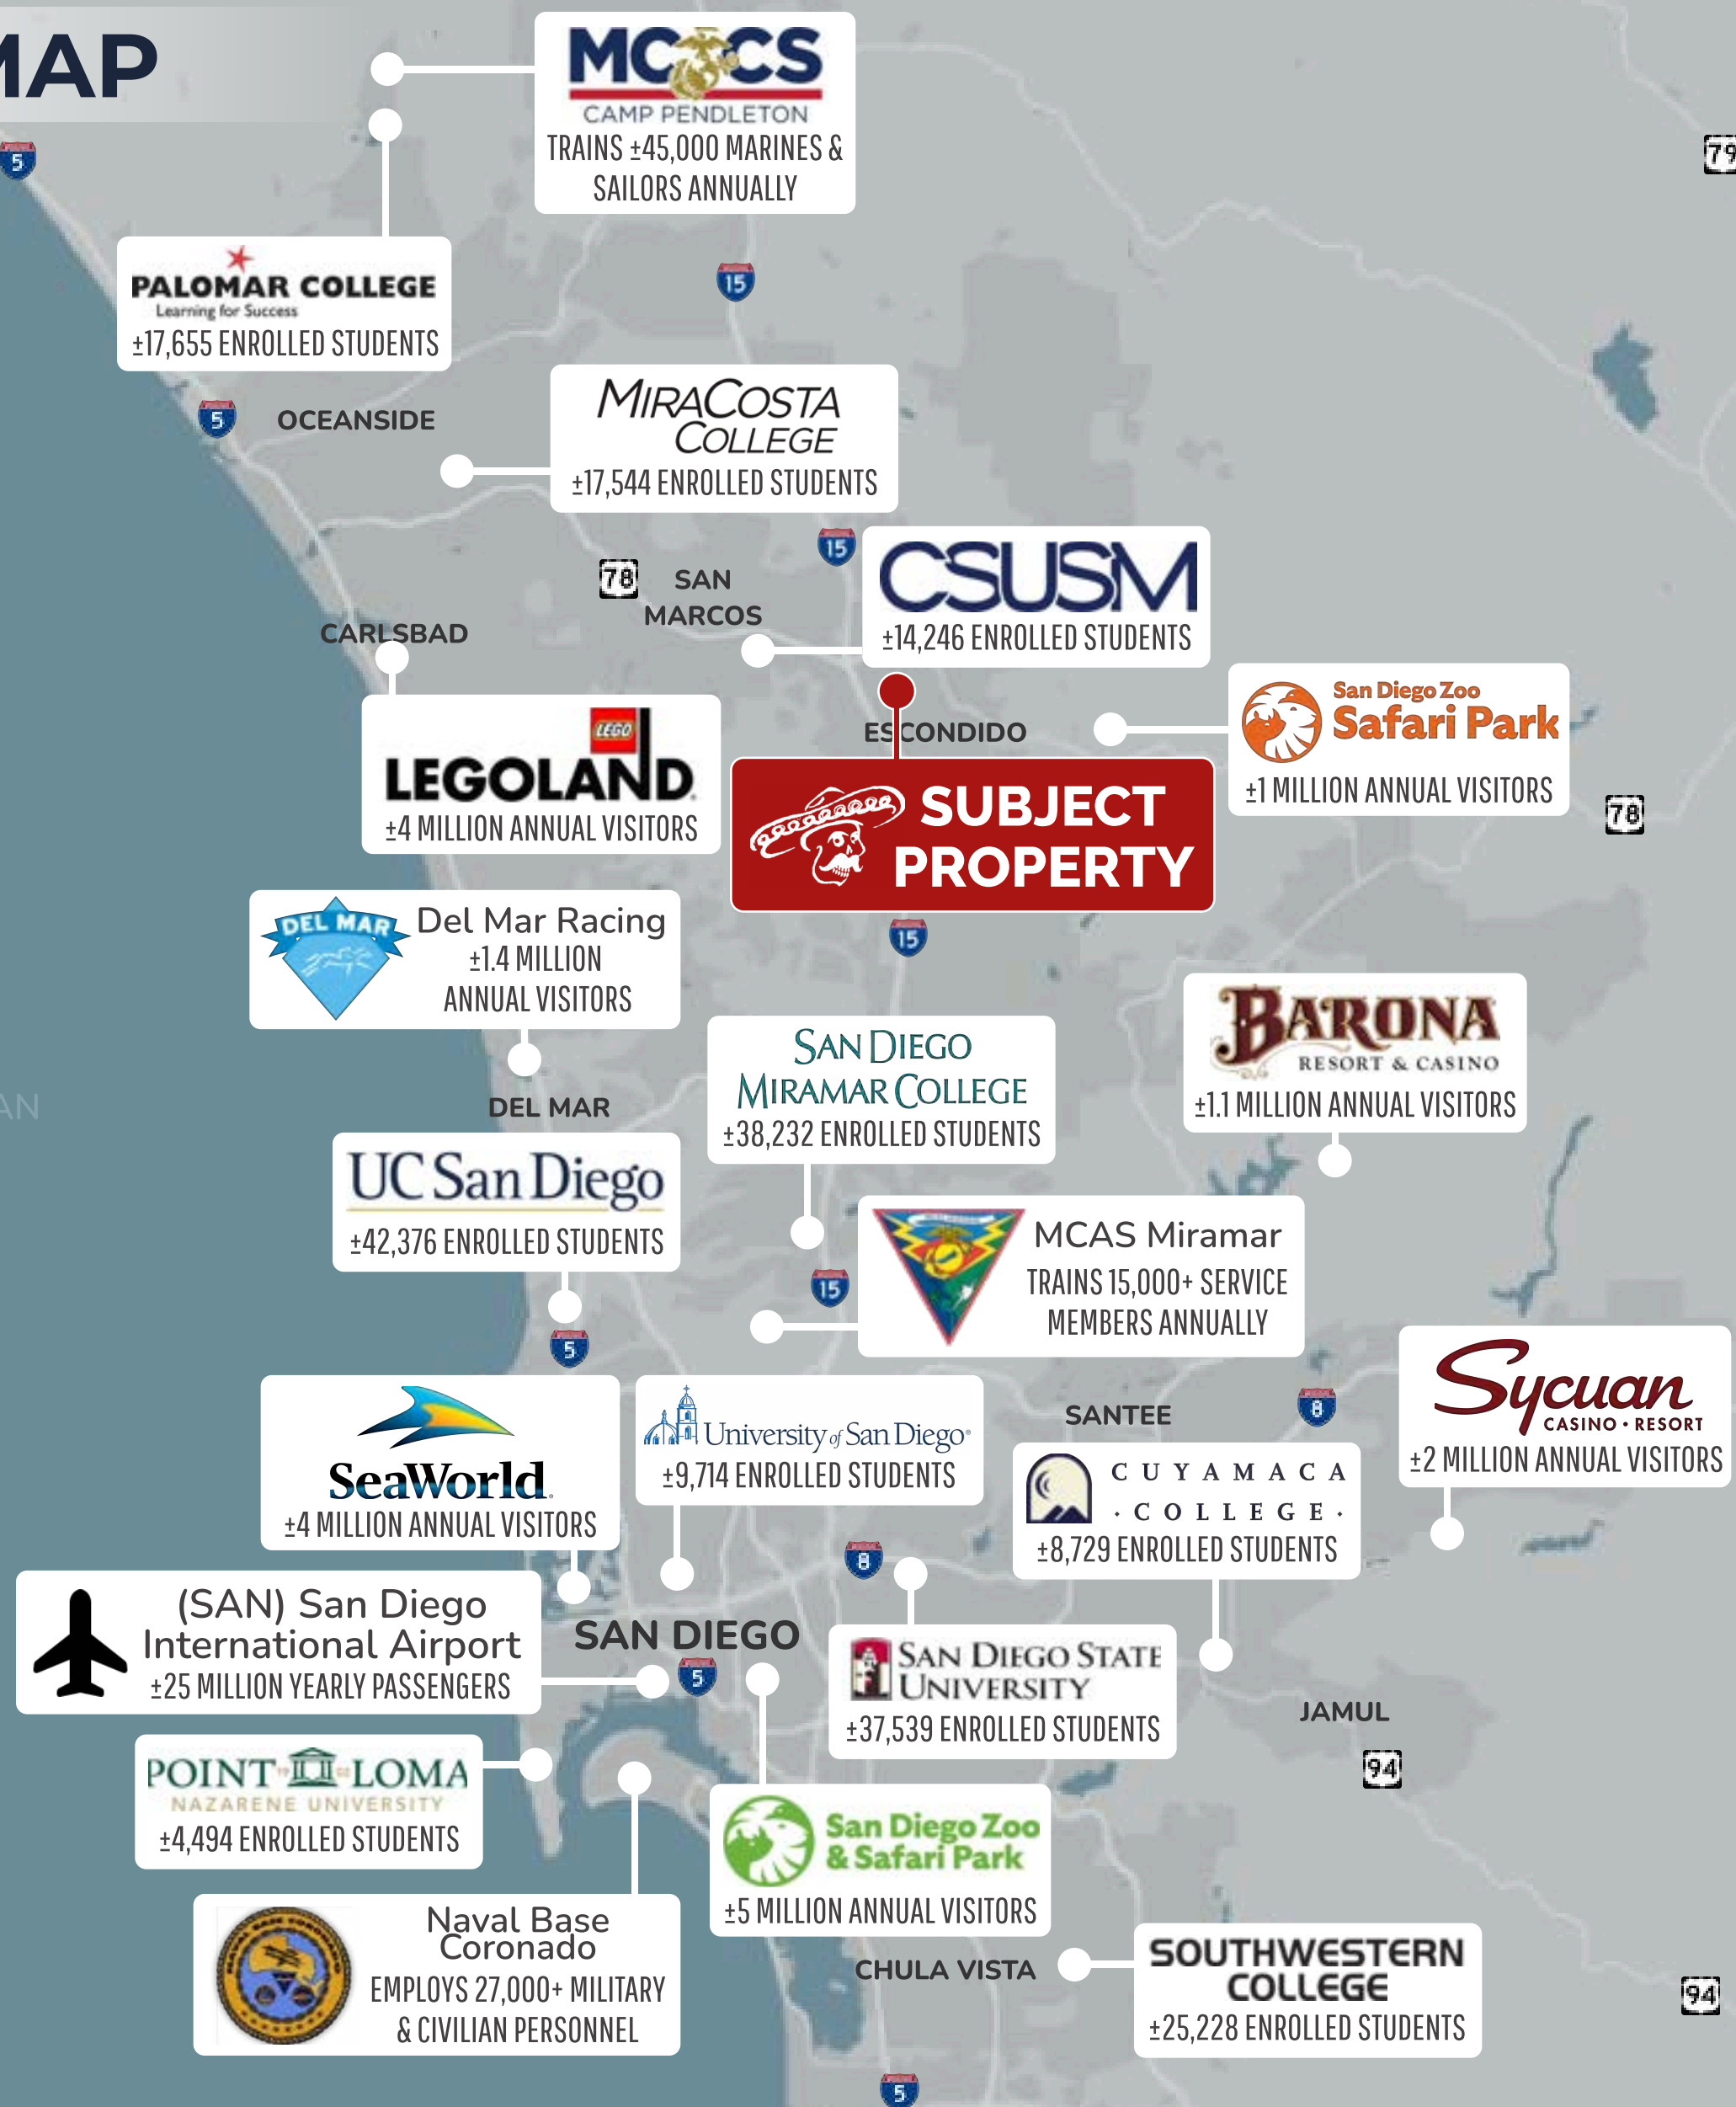 MAP
MCCS
CAMP PENDLETON
TRAINS ±45,000 MARINES &
SAILORS ANNUALLY
79
5
PALOMAR COLLEGE
Learning for Success
±17,655 ENROLLED STUDENTS
15
MIRACOSTA
COLLEGE
±17,544 ENROLLED STUDENTS
5
OCEANSIDE
15
CSUSM
±14,246 ENROLLED STUDENTS
78
SAN
MARCOS
CARLSBAD
LEGO
LEGOLAND
±4 MILLION ANNUAL VISITORS
ESCONDIDO
San Diego Zoo
Safari Park
±1 MILLION ANNUAL VISITORS
SUBJECT
PROPERTY
78
DEL MAR
Del Mar Racing
±1.4 MILLION
ANNUAL VISITORS
15
DEL MAR
SAN DIEGO
MIRAMAR COLLEGE
±38,232 ENROLLED STUDENTS
BARONA
RESORT & CASINO
±1.1 MILLION ANNUAL VISITORS
AN
UC San Diego
±42,376 ENROLLED STUDENTS
15
MCAS Miramar
TRAINS 15,000+ SERVICE
MEMBERS ANNUALLY
5
SeaWorld
±4 MILLION ANNUAL VISITORS
University of San Diego®
±9,714 ENROLLED STUDENTS
SANTEE
8
Sycuan
CASINO • RESORT
±2 MILLION ANNUAL VISITORS
CUYAMACA
· COLLEGE ·
±8,729 ENROLLED STUDENTS
8
(SAN) San Diego
International Airport
±25 MILLION YEARLY PASSENGERS
SAN DIEGO
5
SAN DIEGO STATE
UNIVERSITY
±37,539 ENROLLED STUDENTS
JAMUL
94
POINT LOMA
NAZARENE UNIVERSITY
±4,494 ENROLLED STUDENTS
San Diego Zoo
& Safari Park
±5 MILLION ANNUAL VISITORS
Naval Base
Coronado
EMPLOYS 27,000+ MILITARY
& CIVILIAN PERSONNEL
CHULA VISTA
SOUTHWESTERN
COLLEGE
±25,228 ENROLLED STUDENTS
94
5